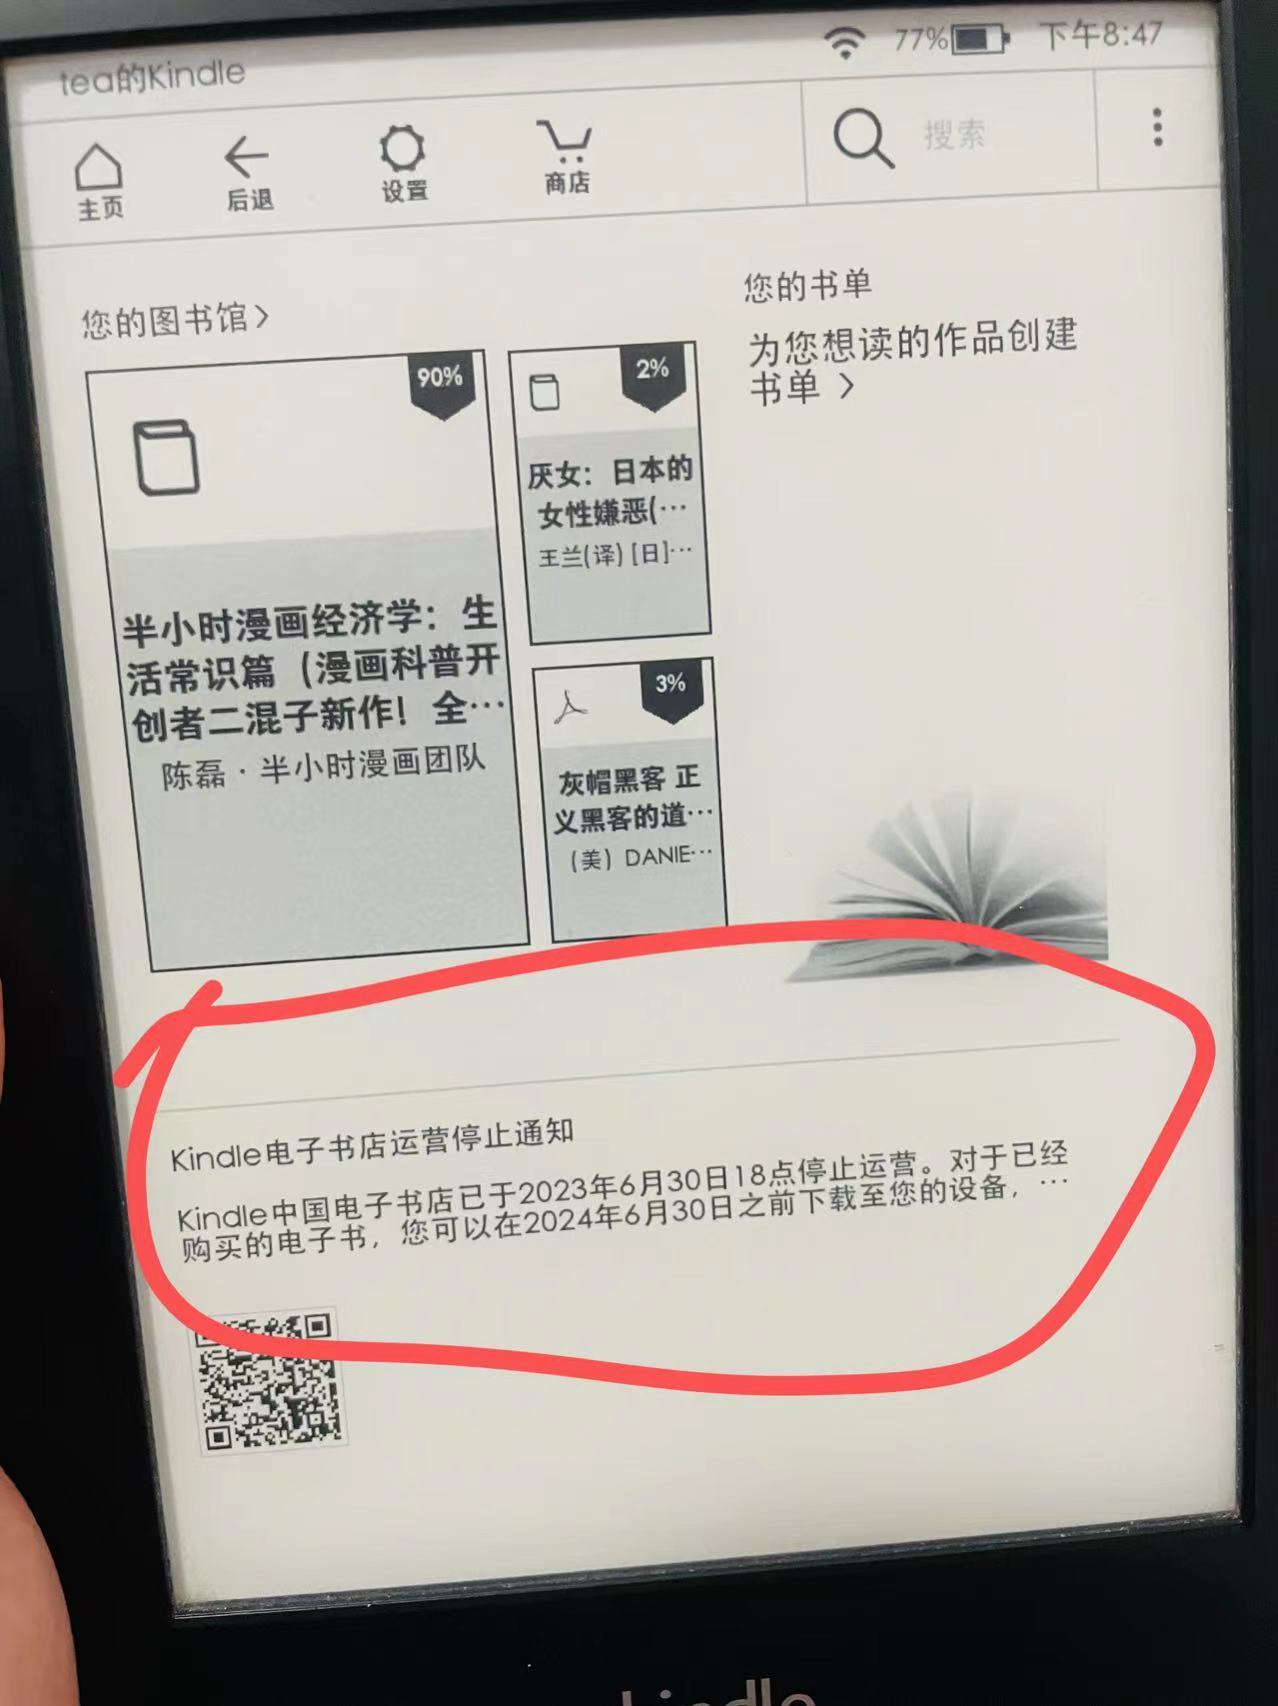 tea的Kindle
77%
下午8:47
主页
后退
设置
商店
搜索
您的图书馆
90%
半小时漫画经济学：生
活常识篇（漫画科普开
创者二混子新作！全…
陈磊·半小时漫画团队
2%
厌女：日本的
女性嫌恶(…
王兰(译) [日]…
3%
灰帽黑客 正
义黑客的道…
（美）DANIE…
您的书单
为您想读的作品创建
书单
Kindle电子书店运营停止通知
Kindle中国电子书店已于2023年6月30日18点停止运营。对于已经
购买的电子书，您可以在2024年6月30日之前下载至您的设备，…
kindle